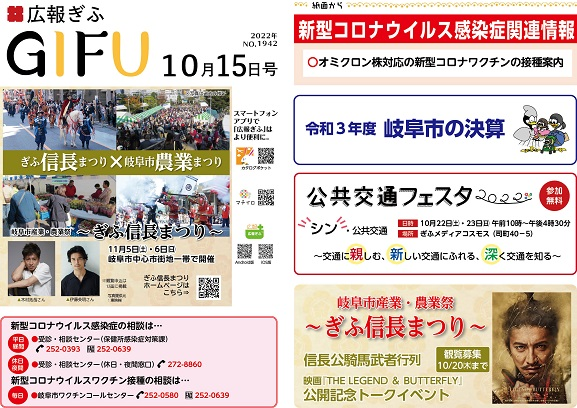 広報ぎふ
GIFU
2022年
NO.1942
10月15日号
ぎふ信長まつり×岐阜市農業まつり
スマートフォン
アプリで
「広報ぎふ」は
より便利に。
カタログポケット
マチイロ
Android版
iOS版
岐阜市産業・農業祭
～ぎふ信長まつり～
11月5日(土)・6日(日)
岐阜市中心市街地一帯で開催
ぎふ信長まつり
ホームページは
こちら⇨
▲木村拓哉さん
▲伊藤英明さん
新型コロナウイルス感染症の相談は…
平日
昼間
●受診・相談センター(保健所感染症対策課)
252-0393 FAX 252-0639
休日
夜間
●受診・相談センター(休日・夜間窓口) 272-8860
新型コロナウイルスワクチン接種の相談は…
毎日
●岐阜市ワクチンコールセンター 252-0580 FAX 252-0639
紙面から
新型コロナウイルス感染症関連情報
○オミクロン株対応の新型コロナワクチンの接種案内
令和3年度 岐阜市の決算
公共交通フェスタ2022
参加
無料
シン・公共交通
日時 10月22日(土)・23日(日) 午前10時～午後4時30分
場所 ぎふメディアコスモス(司町40-5)
～交通に親しむ、新しい交通にふれる、深く交通を知る～
岐阜市産業・農業祭
～ぎふ信長まつり～
信長公騎馬武者行列
観覧募集
10/20(木)まで
映画「THE LEGEND & BUTTERFLY」
公開記念トークイベント